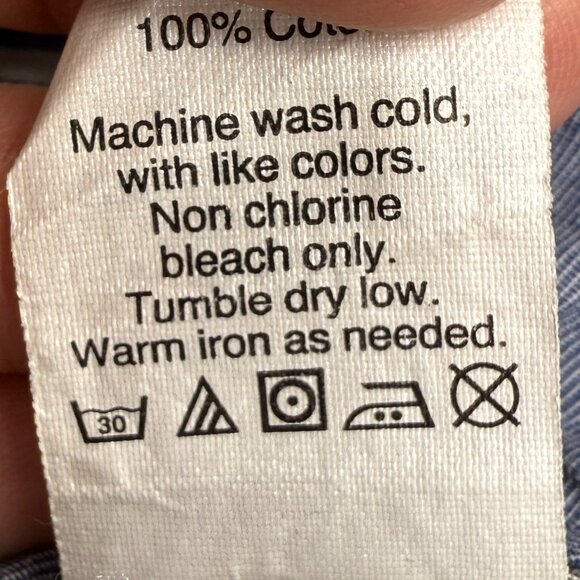 100%
Machine wash cold,
with like colors.
Non chlorine
bleach only.
Tumble dry low.
Warm iron as needed.
30